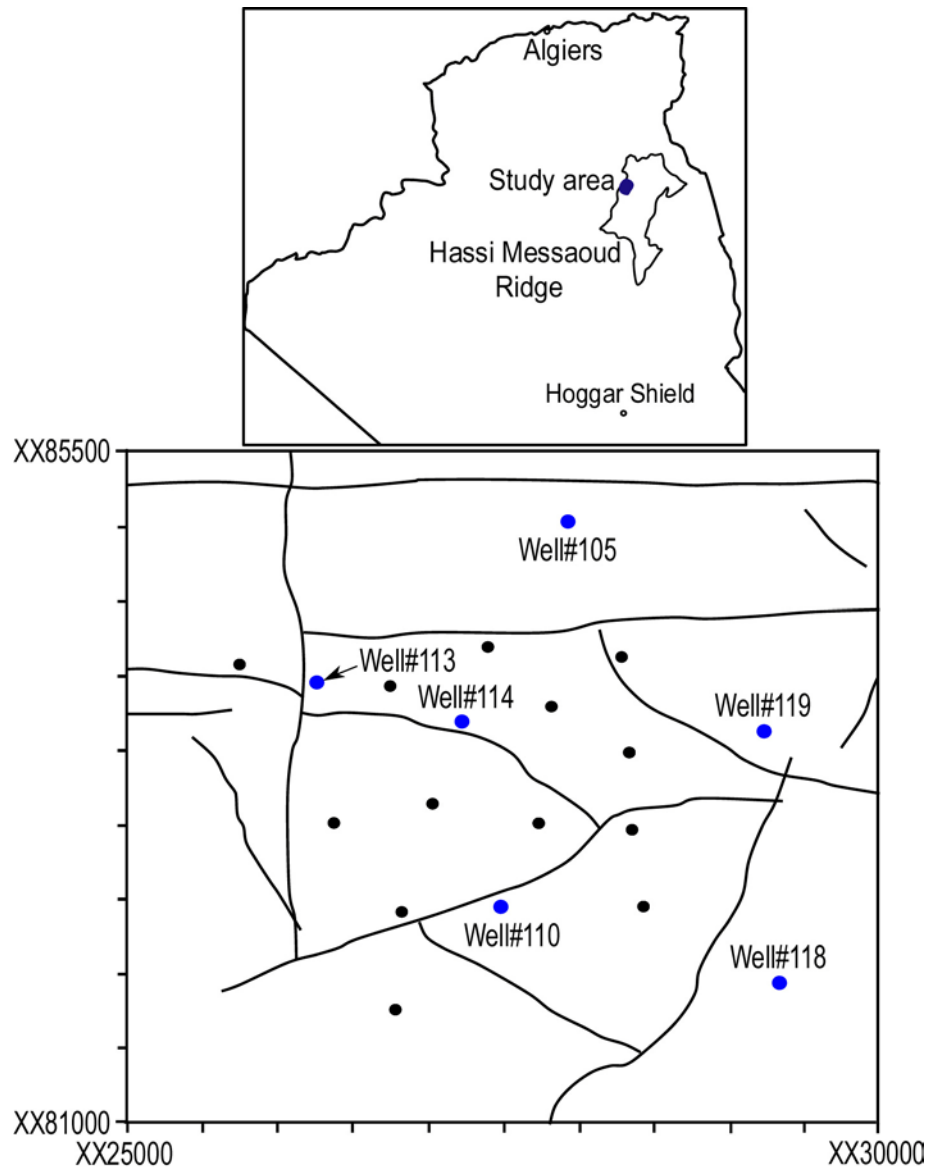 Algiers
Study area
Hassi Messaoud
Ridge
Hoggar Shield
XX85500
Well#105
Well#113
Well#114
Well#119
Well#110
Well#118
XX81000
XX25000
XX30000